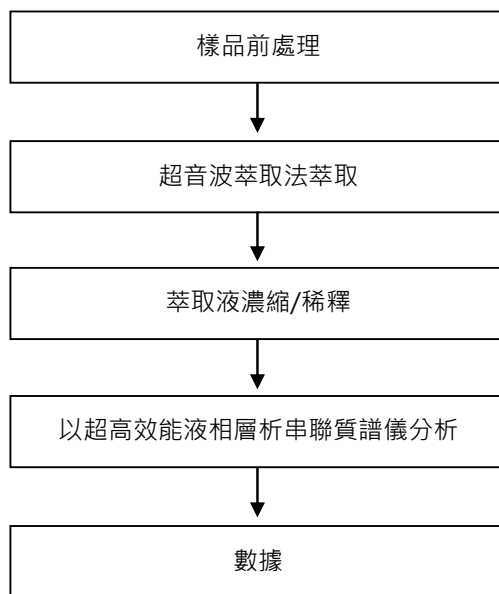 樣品前處理
超音波萃取法萃取
萃取液濃縮/稀釋
以超高效能液相層析串聯質譜儀分析
數據